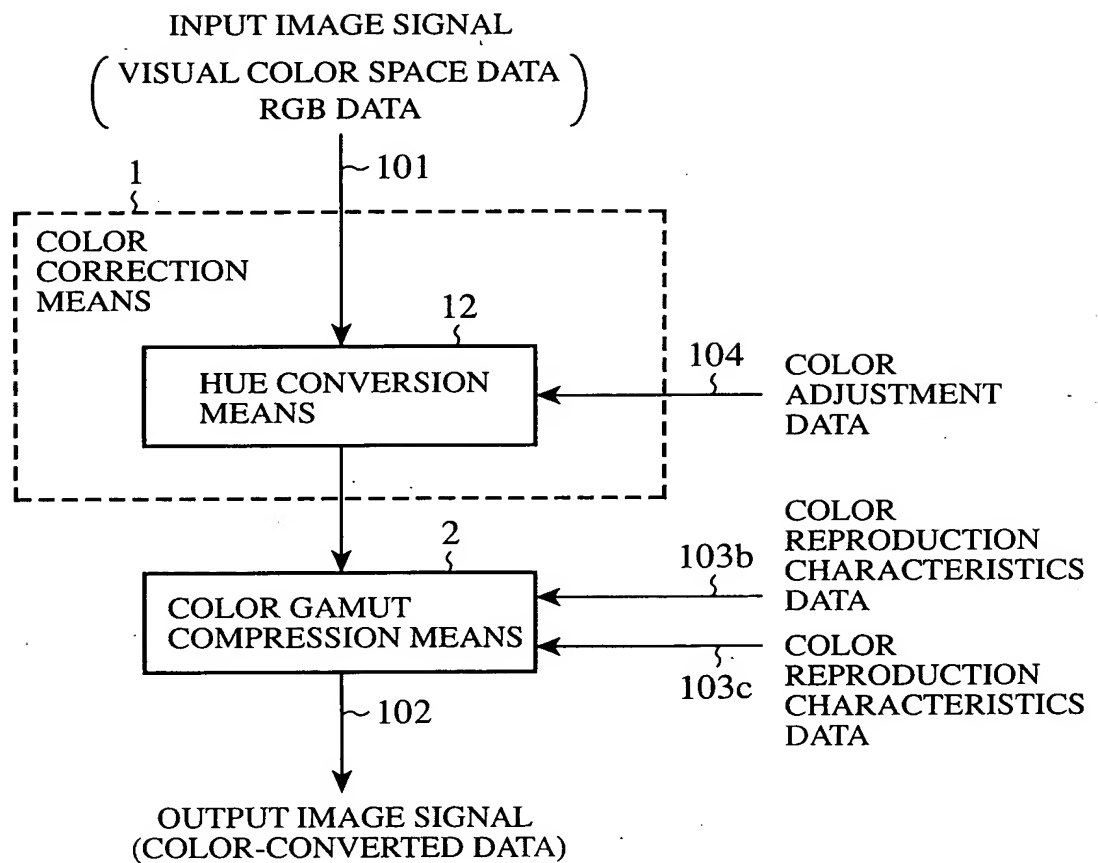 INPUT IMAGE SIGNAL
VISUAL COLOR SPACE DATA
RGB DATA
101
1
COLOR
CORRECTION
MEANS
12
HUE CONVERSION
MEANS
104
COLOR
ADJUSTMENT
DATA
2
COLOR GAMUT
COMPRESSION MEANS
103b
COLOR
REPRODUCTION
CHARACTERISTICS
DATA
103c
COLOR
REPRODUCTION
CHARACTERISTICS
DATA
102
OUTPUT IMAGE SIGNAL
(COLOR-CONVERTED DATA)